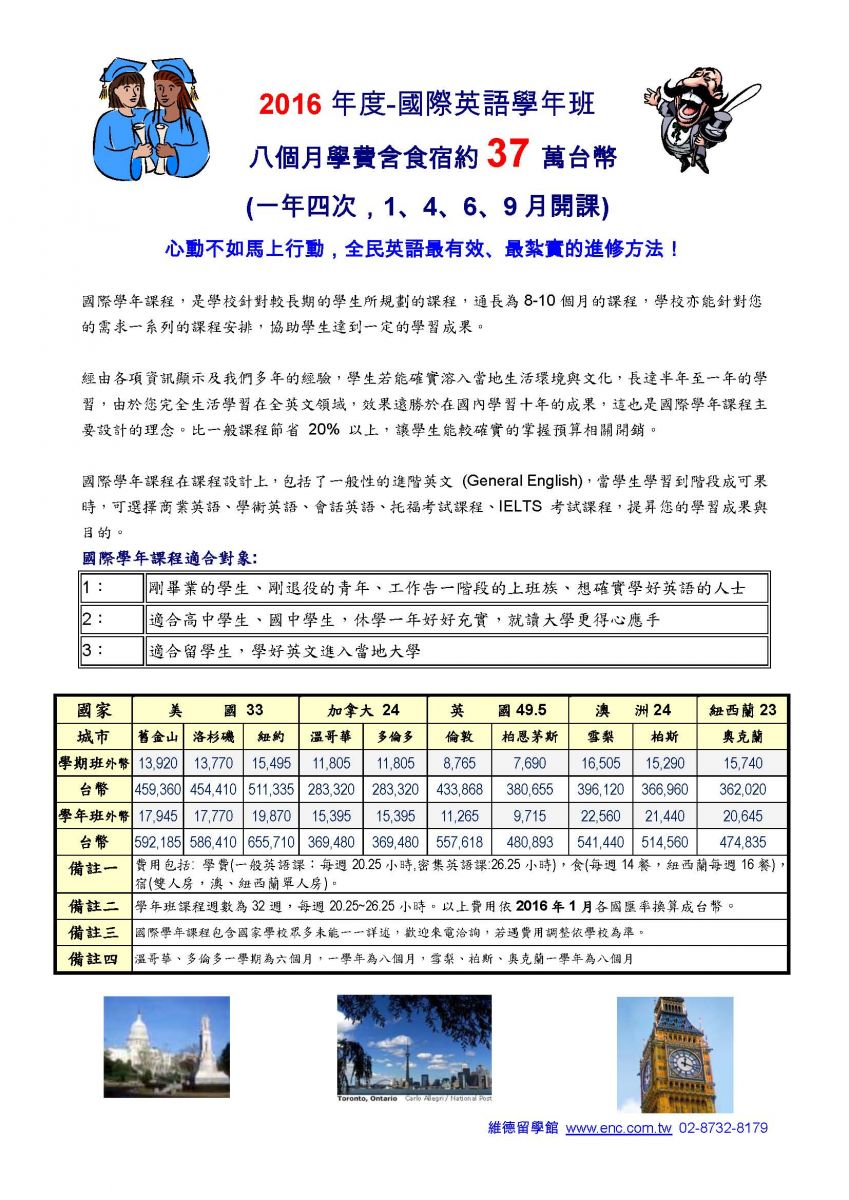 2016 年度-國際英語學年班
八個月學費含食宿約 37 萬台幣
(一年四次，1、4、6、9 月開課)
心動不如馬上行動，全民英語最有效、最紮實的進修方法！
國際學年課程，是學校針對較長期的學生所規劃的課程，通長為 8-10 個月的課程，學校亦能針對您
的需求一系列的課程安排，協助學生達到一定的學習成果。
經由各項資訊顯示及我們多年的經驗，學生若能確實溶入當地生活環境與文化，長達半年至一年的學
習，由於您完全生活學習在全英文領域，效果遠勝於在國內學習十年的成果，這也是國際學年課程主
要設計的理念。比一般課程節省 20% 以上，讓學生能較確實的掌握預算相關開銷。
國際學年課程在課程設計上，包括了一般性的進階英文 (General English)，當學生學習到階段成可果
時，可選擇商業英語、學術英語、會話英語、托福考試課程、IELTS 考試課程，提昇您的學習成果與
目的。
國際學年課程適合對象:
1： 剛畢業的學生、剛退役的青年、工作告一階段的上班族、想確實學好英語的人士
2： 適合高中學生、國中學生，休學一年好好充實，就讀大學更得心應手
3： 適合留學生，學好英文進入當地大學
國家 美 國 33 加拿大 24 英 國 49.5 澳 洲 24 紐西蘭 23
城市 舊金山 洛杉磯 紐約 溫哥華 多倫多 倫敦 柏恩茅斯 雪梨 柏斯 奧克蘭
學期班外幣 13,920 13,770 15,495 11,805 11,805 8,765 7,690 16,505 15,290 15,740
台幣 459,360 454,410 511,335 283,320 283,320 433,868 380,655 396,120 366,960 362,020
學年班外幣 17,945 17,770 19,870 15,395 15,395 11,265 9,715 22,560 21,440 20,645
台幣 592,185 586,410 655,710 369,480 369,480 557,618 480,893 541,440 514,560 474,835
備註一 費用包括: 學費(一般英語課：每週 20.25 小時,密集英語課:26.25 小時)，食(每週 14 餐，紐西蘭每週 16 餐)，
宿(雙人房，澳、紐西蘭單人房)。
備註二 學年班課程週數為 32 週，每週 20.25~26.25 小時。以上費用依 2016 年 1 月各國匯率換算成台幣。
備註三 國際學年課程包含國家學校眾多未能一一詳述，歡迎來電洽詢，若遇費用調整依學校為準。
備註四 溫哥華、多倫多一學期為六個月，一學年為八個月，雪梨、柏斯、奧克蘭一學年為八個月
Toronto, Ontario Carlo Allegri / National Post
維德留學館 www.enc.com.tw 02-8732-8179